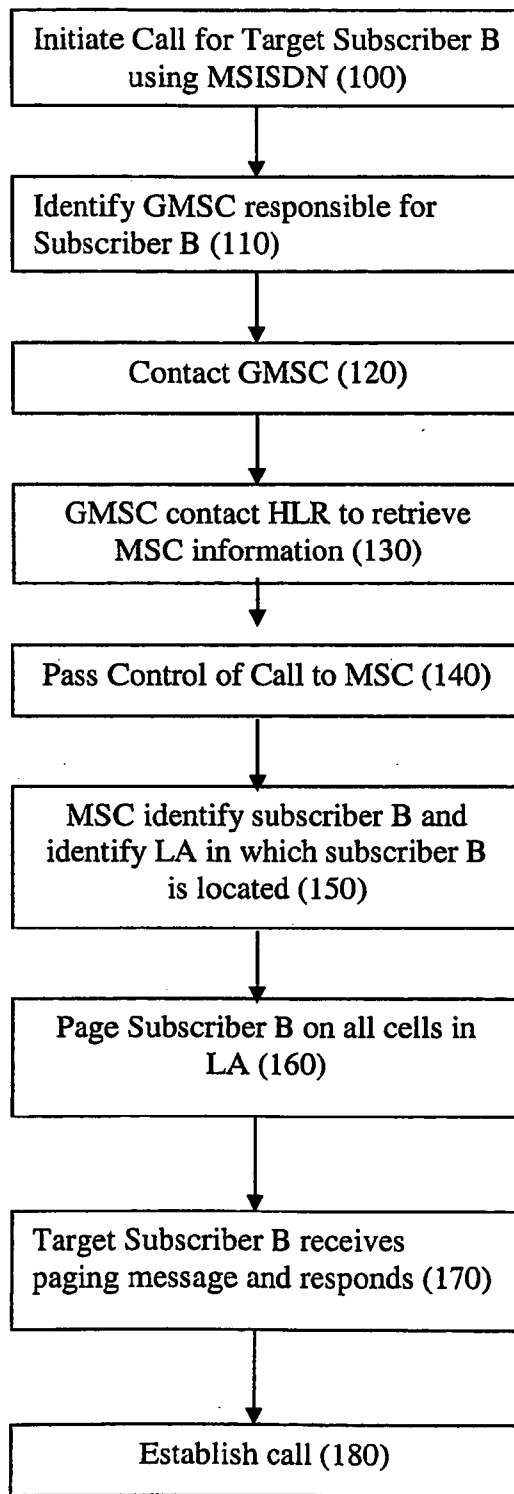 Initiate Call for Target Subscriber B
using MSISDN (100)
Identify GMSC responsible for
Subscriber B (110)
Contact GMSC (120)
GMSC contact HLR to retrieve
MSC information (130)
Pass Control of Call to MSC (140)
MSC identify subscriber B and
identify LA in which subscriber B
is located (150)
Page Subscriber B on all cells in
LA (160)
Target Subscriber B receives
paging message and responds (170)
Establish call (180)